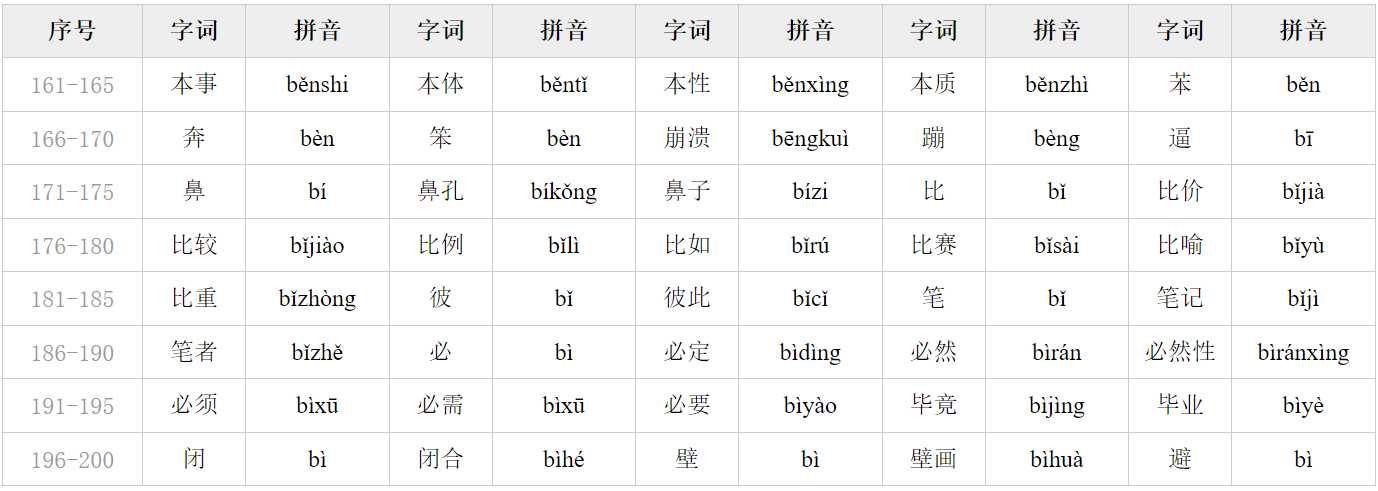 序号 字词 拼音 字词 拼音 字词 拼音 字词 拼音 字词 拼音
161-165 本事 běnshi 本体 běntǐ 本性 běnxìng 本质 běnzhì 苯 běn
166-170 奔 bèn 笨 bèn 崩溃 bēngkuì 蹦 bèng 逼 bī
171-175 鼻 bí 鼻孔 bíkǒng 鼻子 bízi 比 bǐ 比价 bǐjià
176-180 比较 bǐjiào 比例 bǐlì 比如 bǐrú 比赛 bǐsài 比喻 bǐyù
181-185 比重 bǐzhòng 彼 bǐ 彼此 bǐcǐ 笔 bǐ 笔记 bǐjì
186-190 笔者 bǐzhě 必 bì 必定 bìdìng 必然 bìrán 必然性 bìránxìng
191-195 必须 bìxū 必需 bìxū 必要 bìyào 毕竟 bìjìng 毕业 bìyè
196-200 闭 bì 闭合 bìhé 壁 bì 壁画 bìhuà 避 bì